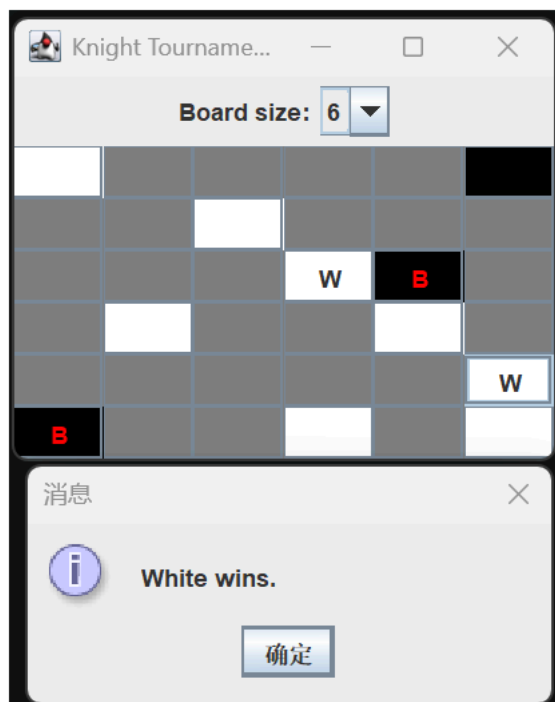 Knight Tourname...
Board size: 6
W B
W
B
消息
White wins.
确定